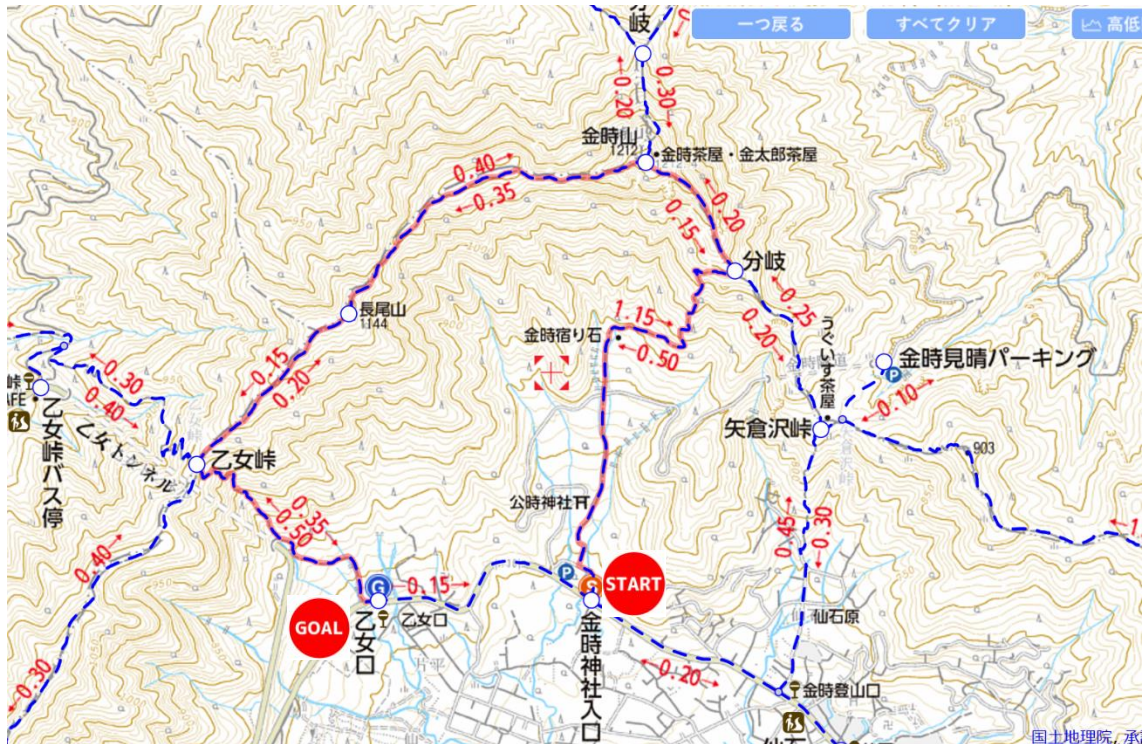 分岐
一つ戻る
すべてクリア
高低
←0.20
0.30→
金時山
1212
金時茶屋・金太郎茶屋
0.40→
←0.35
←0.20
0.15→
分岐
長尾山
1144
1.15→
←0.50
金時宿り石
←0.25
0.20→
うぐいす茶屋
金時見晴パーキング
P
←0.10→
←0.15
0.20→
←0.30
0.40→
乙女峠バス停
乙女トンネル
乙女峠
矢倉沢峠
903
公時神社
←0.35
0.50→
0.40→
←0.45
←0.30
P
G
←0.15→
START
GOAL
乙女口
乙女口
金時神社入口
仙石原
片平
←0.20→
金時登山口
0.30
仙石
国土地理院, 承